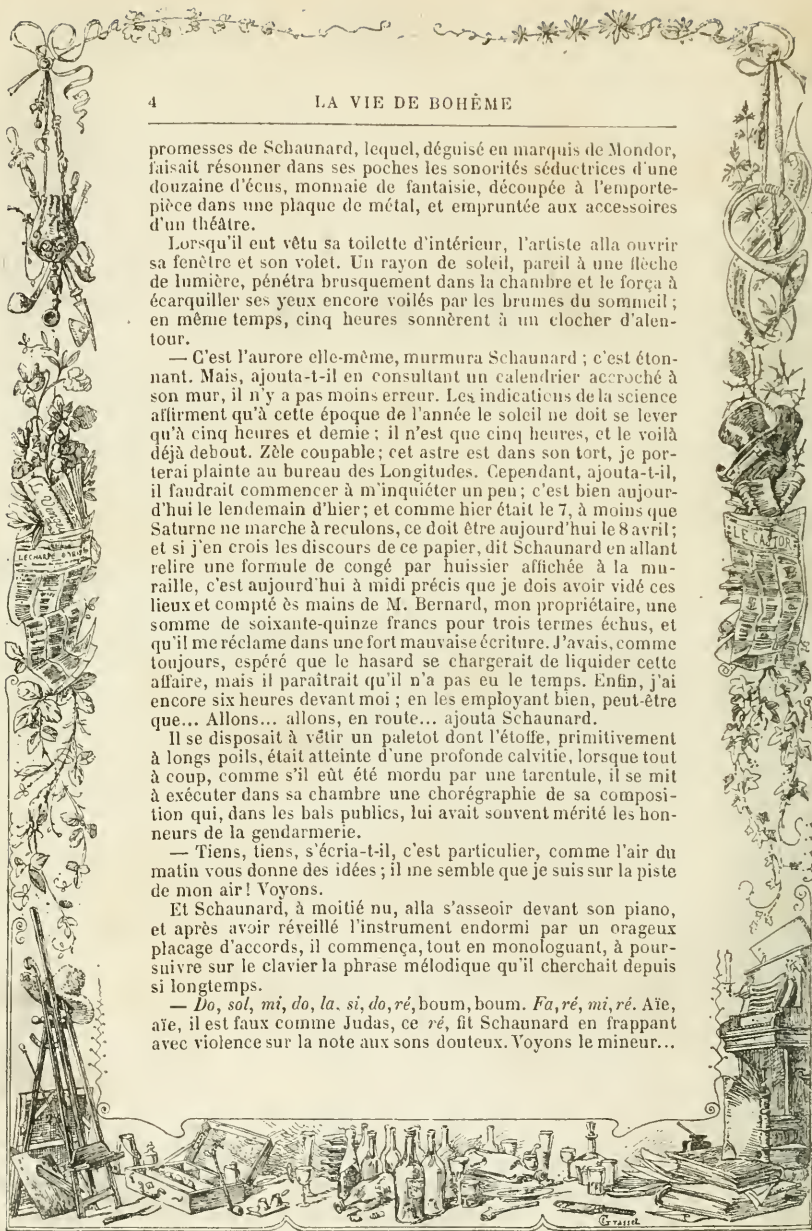 4 LA VIE DE BOHÊME
promesses de Schaunard, lequel, déguisé en marquis de Mondor,
faisait résonner dans ses poches les sonorités séductrices d'une
douzaine d'écus, monnaie de fantaisie, découpée à l'emporte-
pièce dans une plaque de métal, et empruntée aux accessoires
d'un théâtre.
Lorsqu'il eut vêtu sa toilette d'intérieur, l'artiste alla ouvrir
sa fenêtre et son volet. Un rayon de soleil, pareil à une flèche
de lumière, pénétra brusquement dans la chambre et le força à
écarquiller ses yeux encore voilés par les brumes du sommeil ;
en même temps, cinq heures sonnèrent à un clocher d'alen-
tour.
— C'est l'aurore elle-même, murmura Schaunard ; c'est éton-
nant. Mais, ajouta-t-il en consultant un calendrier accroché à
son mur, il n'y a pas moins erreur. Les indications de la science
affirment qu'à cette époque de l'année le soleil ne doit se lever
qu'à cinq heures et demie ; il n'est que cinq heures, et le voilà
déjà debout. Zèle coupable ; cet astre est dans son tort, je por-
terai plainte au bureau des Longitudes. Cependant, ajouta-t-il,
il faudrait commencer à m'inquiéter un peu ; c'est bien aujour-
d'hui le lendemain d'hier ; et comme hier était le 7, à moins que
Saturne ne marche à reculons, ce doit être aujourd'hui le 8 avril ;
et si j'en crois les discours de ce papier, dit Schaunard en allant
relire une formule de congé par huissier affichée à la mu-
raille, c'est aujourd'hui à midi précis que je dois avoir vidé ces
lieux et compté ès mains de M. Bernard, mon propriétaire, une
somme de soixante-quinze francs pour trois termes échus, et
qu'il me réclame dans une fort mauvaise écriture. J'avais, comme
toujours, espéré que le hasard se chargerait de liquider cette
affaire, mais il paraîtrait qu'il n'a pas eu le temps. Enfin, j'ai
encore six heures devant moi ; en les employant bien, peut-être
que... Allons... allons, en route... ajouta Schaunard.
Il se disposait à vêtir un paletot dont l'étoffe, primitivement
à longs poils, était atteinte d'une profonde calvitie, lorsque tout
à coup, comme s'il eût été mordu par une tarentule, il se mit
à exécuter dans sa chambre une chorégraphie de sa composi-
tion qui, dans les bals publics, lui avait souvent mérité les hon-
neurs de la gendarmerie.
— Tiens, tiens, s'écria-t-il, c'est particulier, comme l'air du
matin vous donne des idées ; il me semble que je suis sur la piste
de mon air ! Voyons.
Et Schaunard, à moitié nu, alla s'asseoir devant son piano,
et après avoir réveillé l'instrument endormi par un orageux
placage d'accords, il commença, tout en monologuant, à pour-
suivre sur le clavier la phrase mélodique qu'il cherchait depuis
si longtemps.
— Do, sol, mi, do, la, si, do, ré, boum, boum. Fa, ré, mi, ré. Aïe,
aïe, il est faux comme Judas, ce ré, fit Schaunard en frappant
avec violence sur la note aux sons douteux. Voyons le mineur...
LE CASTOR
Grasset